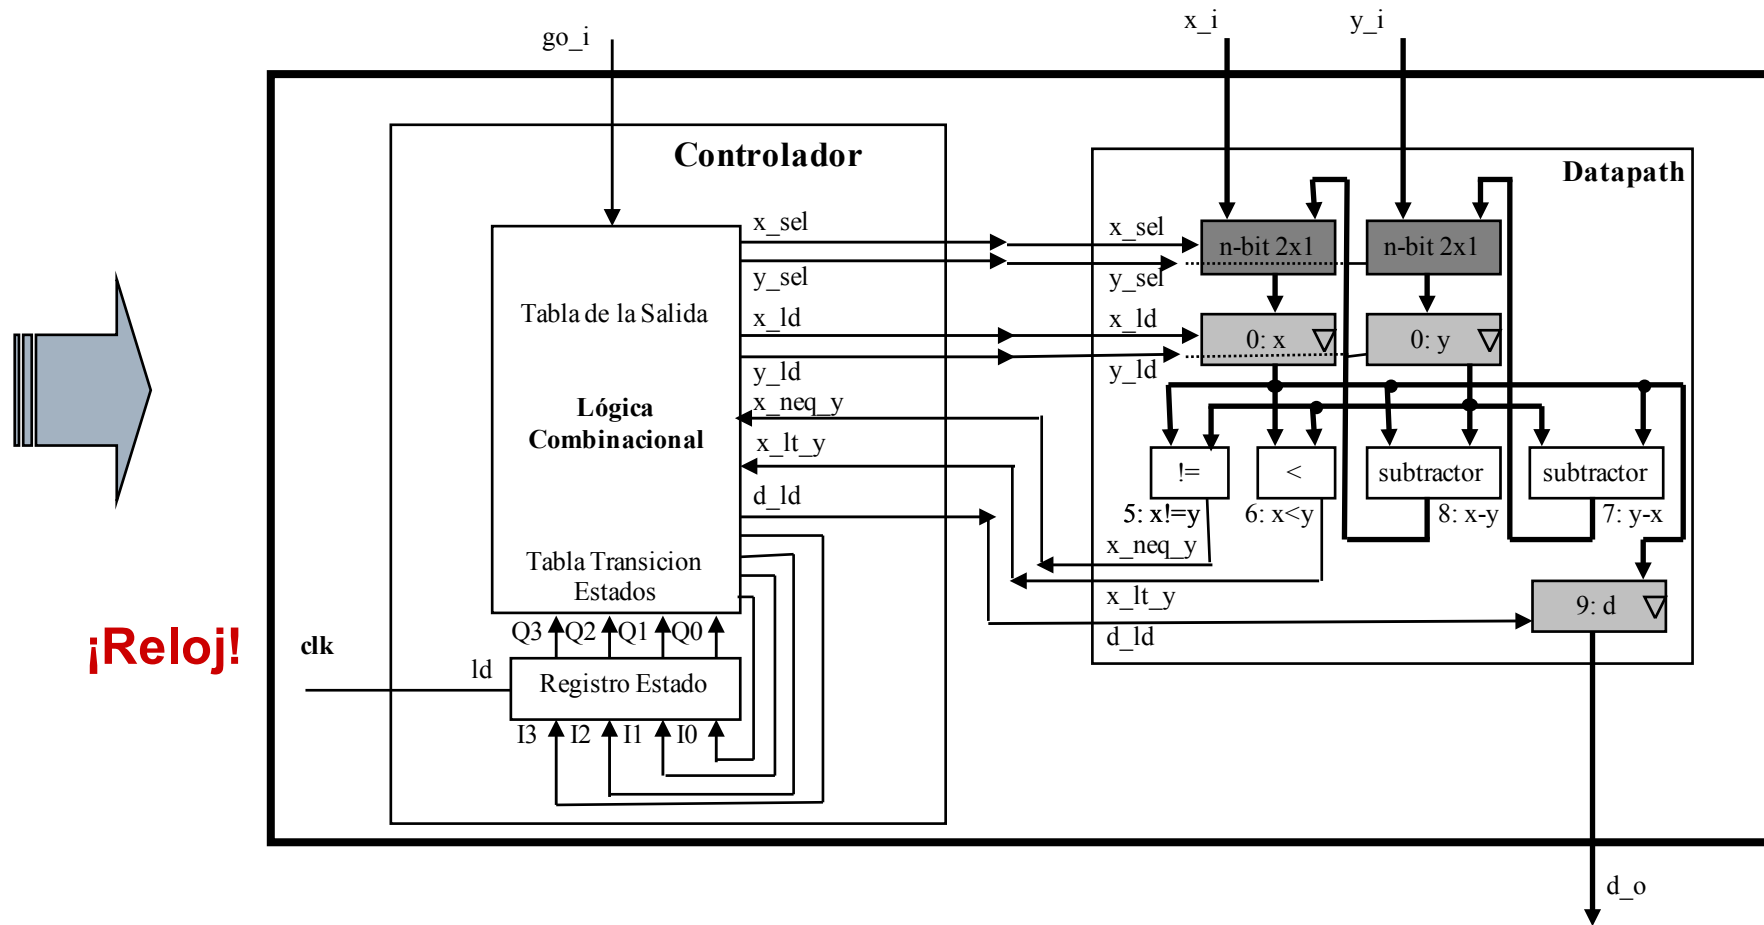 go_i
x_i
y_i
Controlador
Datapath
x_sel
y_sel
x_ld
y_ld
x_neq_y
x_lt_y
d_ld
Tabla de la Salida
Lógica
Combinacional
Tabla Transicion
Estados
Q3 Q2 Q1 Q0
ld
Registro Estado
I3 I2 I1 I0
¡Reloj!
clk
x_sel
y_sel
x_ld
y_ld
n-bit 2x1
n-bit 2x1
0: x
0: y
!=
<
subtractor
subtractor
5: x!=y
6: x<y
8: x-y
7: y-x
x_neq_y
x_lt_y
d_ld
9: d
d_o